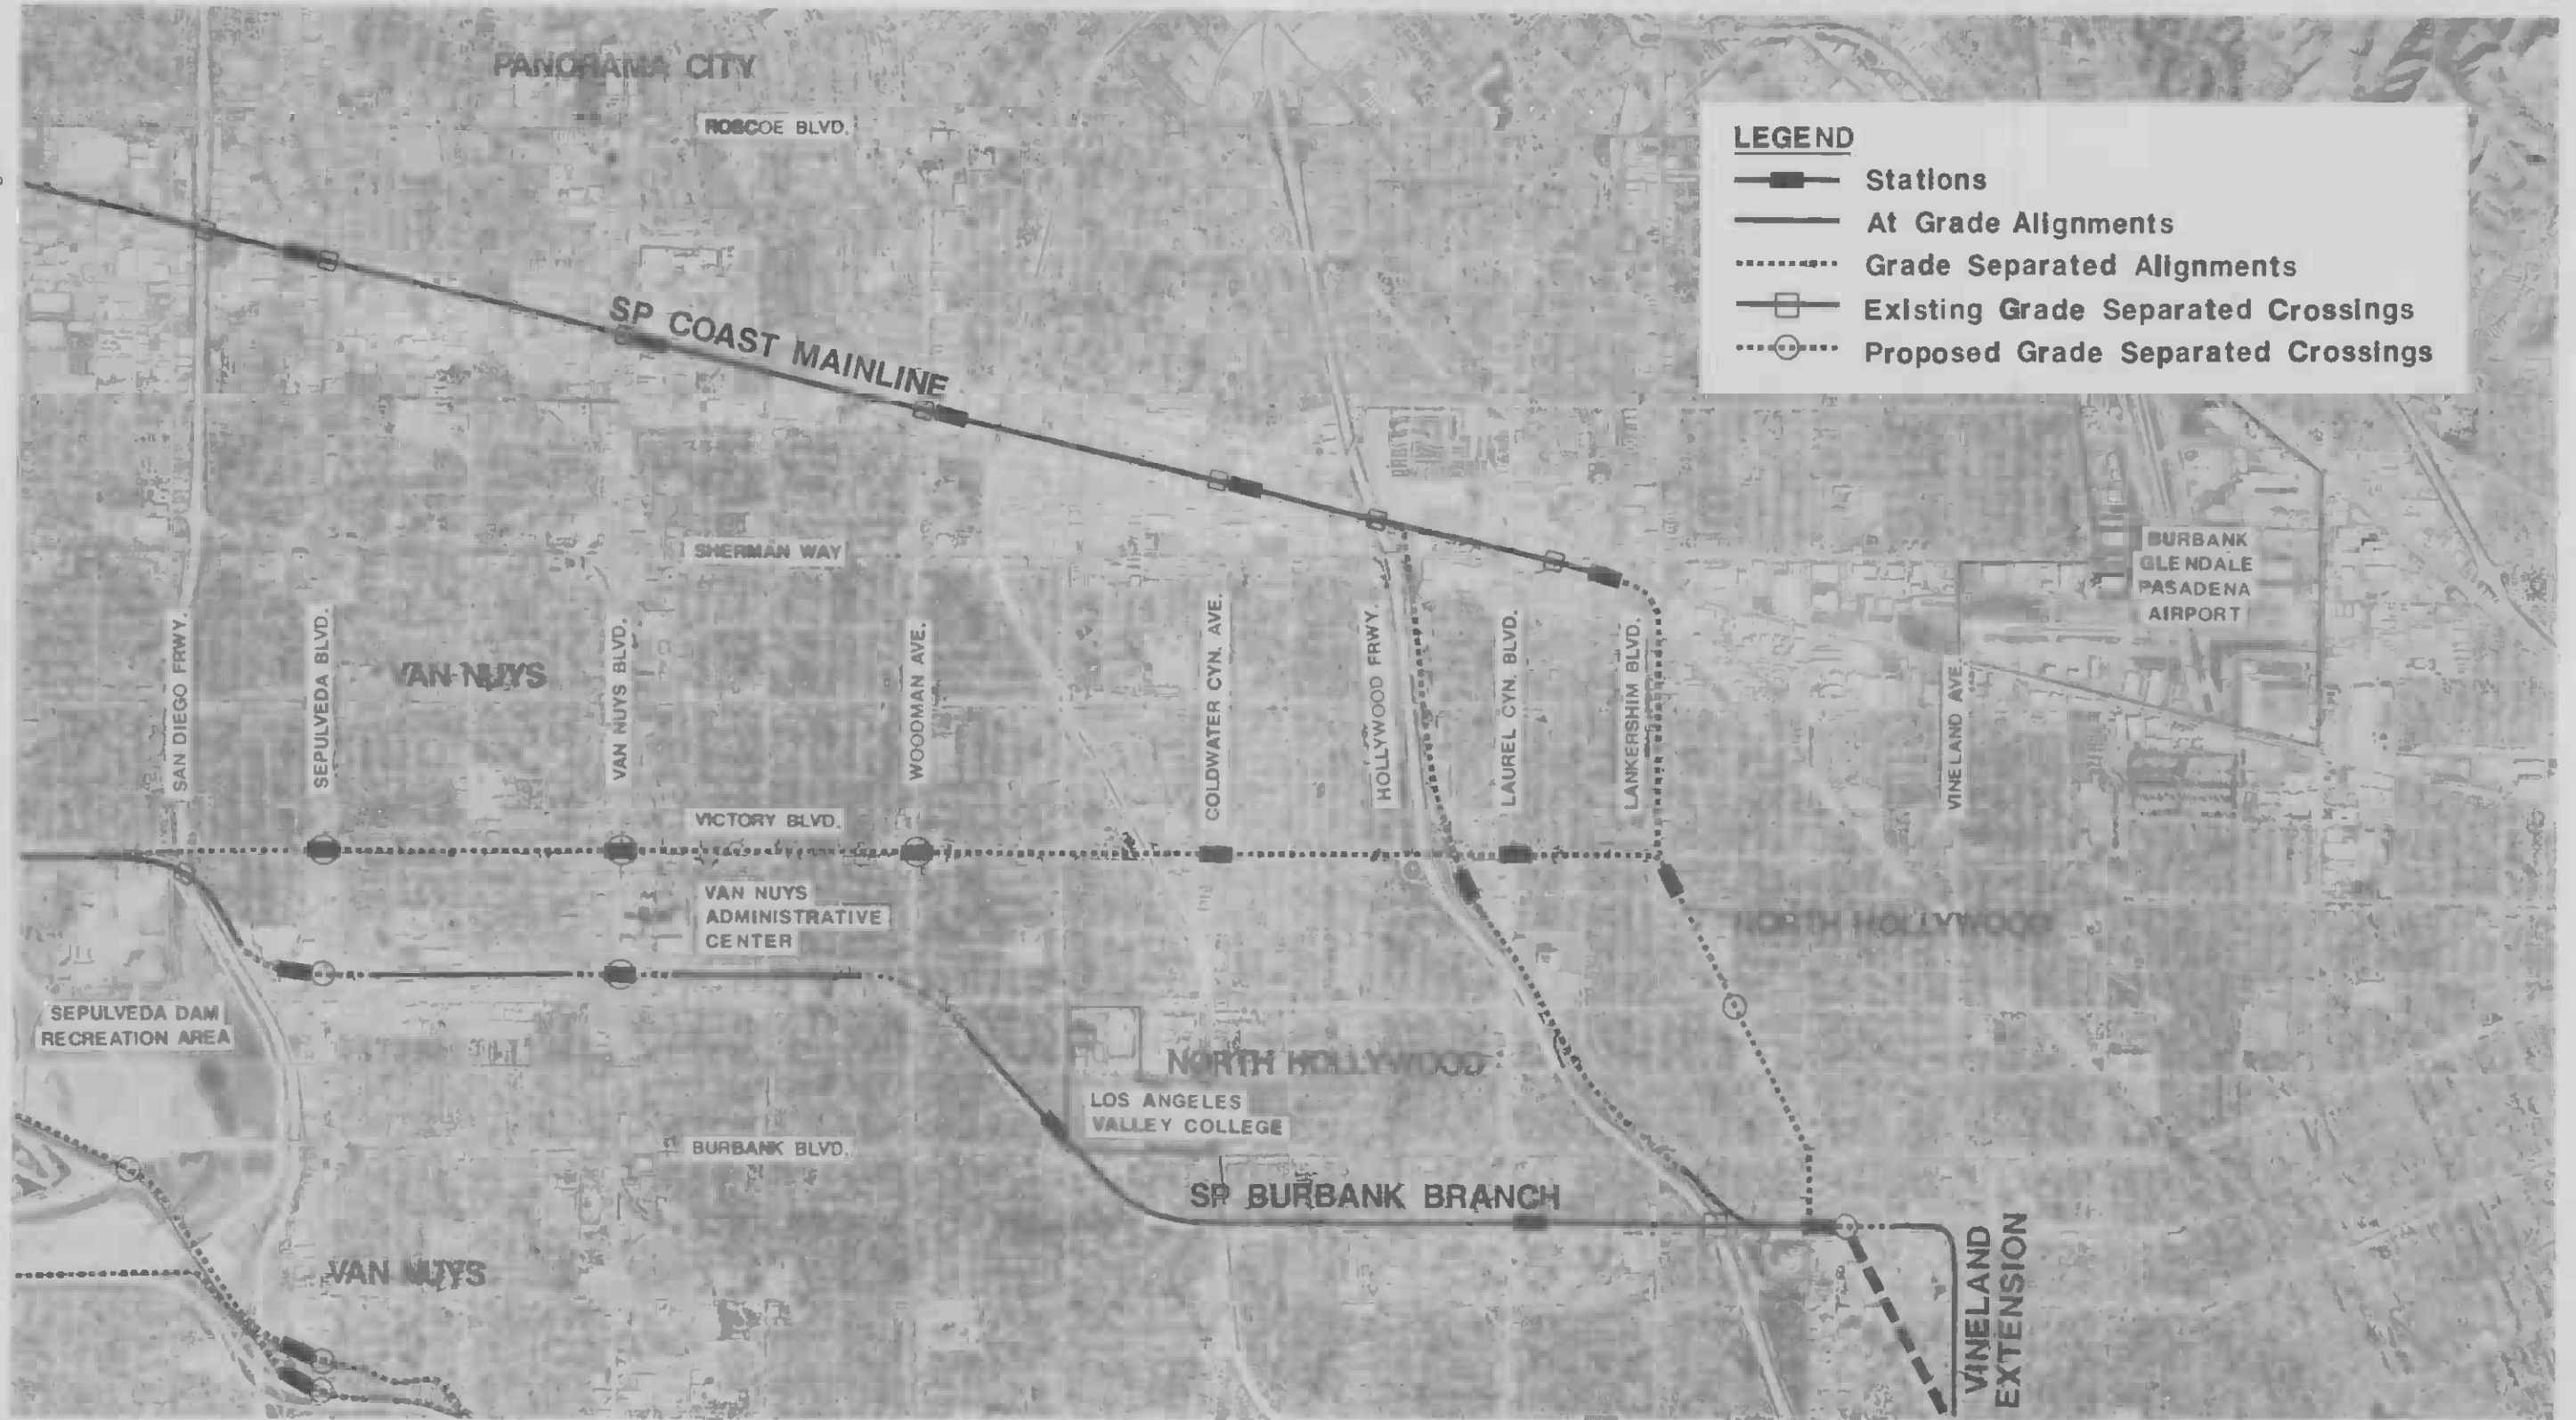 PANORAMA CITY
ROSCOE BLVD.
LEGEND
Stations
At Grade Alignments
Grade Separated Alignments
Existing Grade Separated Crossings
Proposed Grade Separated Crossings
SP COAST MAINLINE
SHERMAN WAY
BURBANK
GLENDALE
PASADENA
AIRPORT
SAN DIEGO FRWY.
SEPULVEDA BLVD.
'AN NUYS
VAN NUYS BLVD.
WOODMAN AVE.
COLDWATER CYN. AVE.
HOLLYWOOD FRWY.
LAUREL CYN. BLVD.
LANKERSHIM BLVD.
VINELAND AVE.
VICTORY BLVD.
VAN NUYS
ADMINISTRATIVE
CENTER
NORTH HOLLYWOOD
SEPULVEDA DAM
RECREATION AREA
NORTH HOLLYWOOD
LOS ANGELES
VALLEY COLLEGE
BURBANK BLVD.
SP BURBANK BRANCH
VAN NUYS
VINELAND
EXTENSION